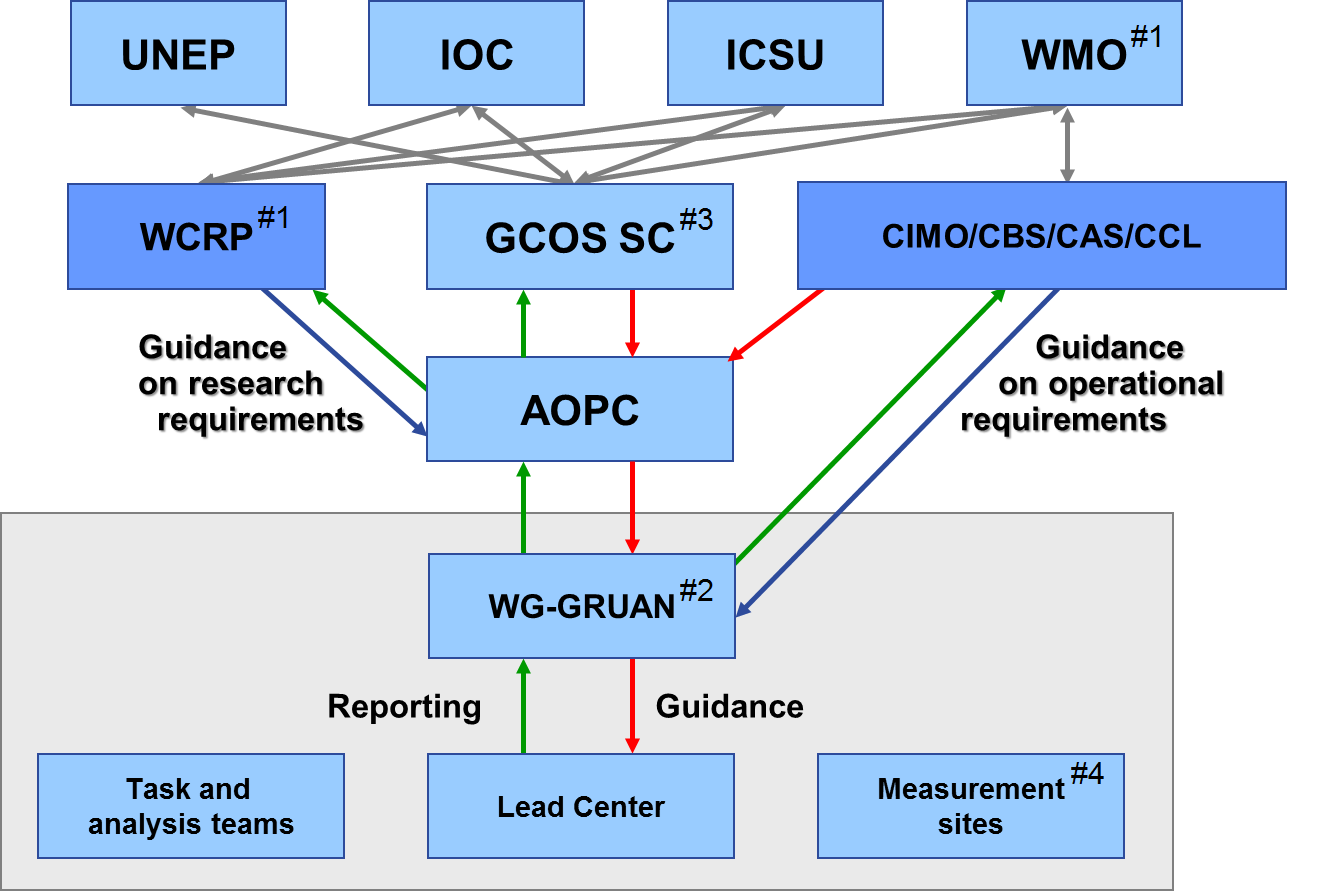 UNEP
IOC
ICSU
WMO #1
WCRP #1
GCOS SC #3
CIMO/CBS/CAS/CCL
Guidance
on research
requirements
AOPC
Guidance
on operational
requirements
WG-GRUAN #2
Reporting
Guidance
Task and
analysis teams
Lead Center
Measurement #4
sites